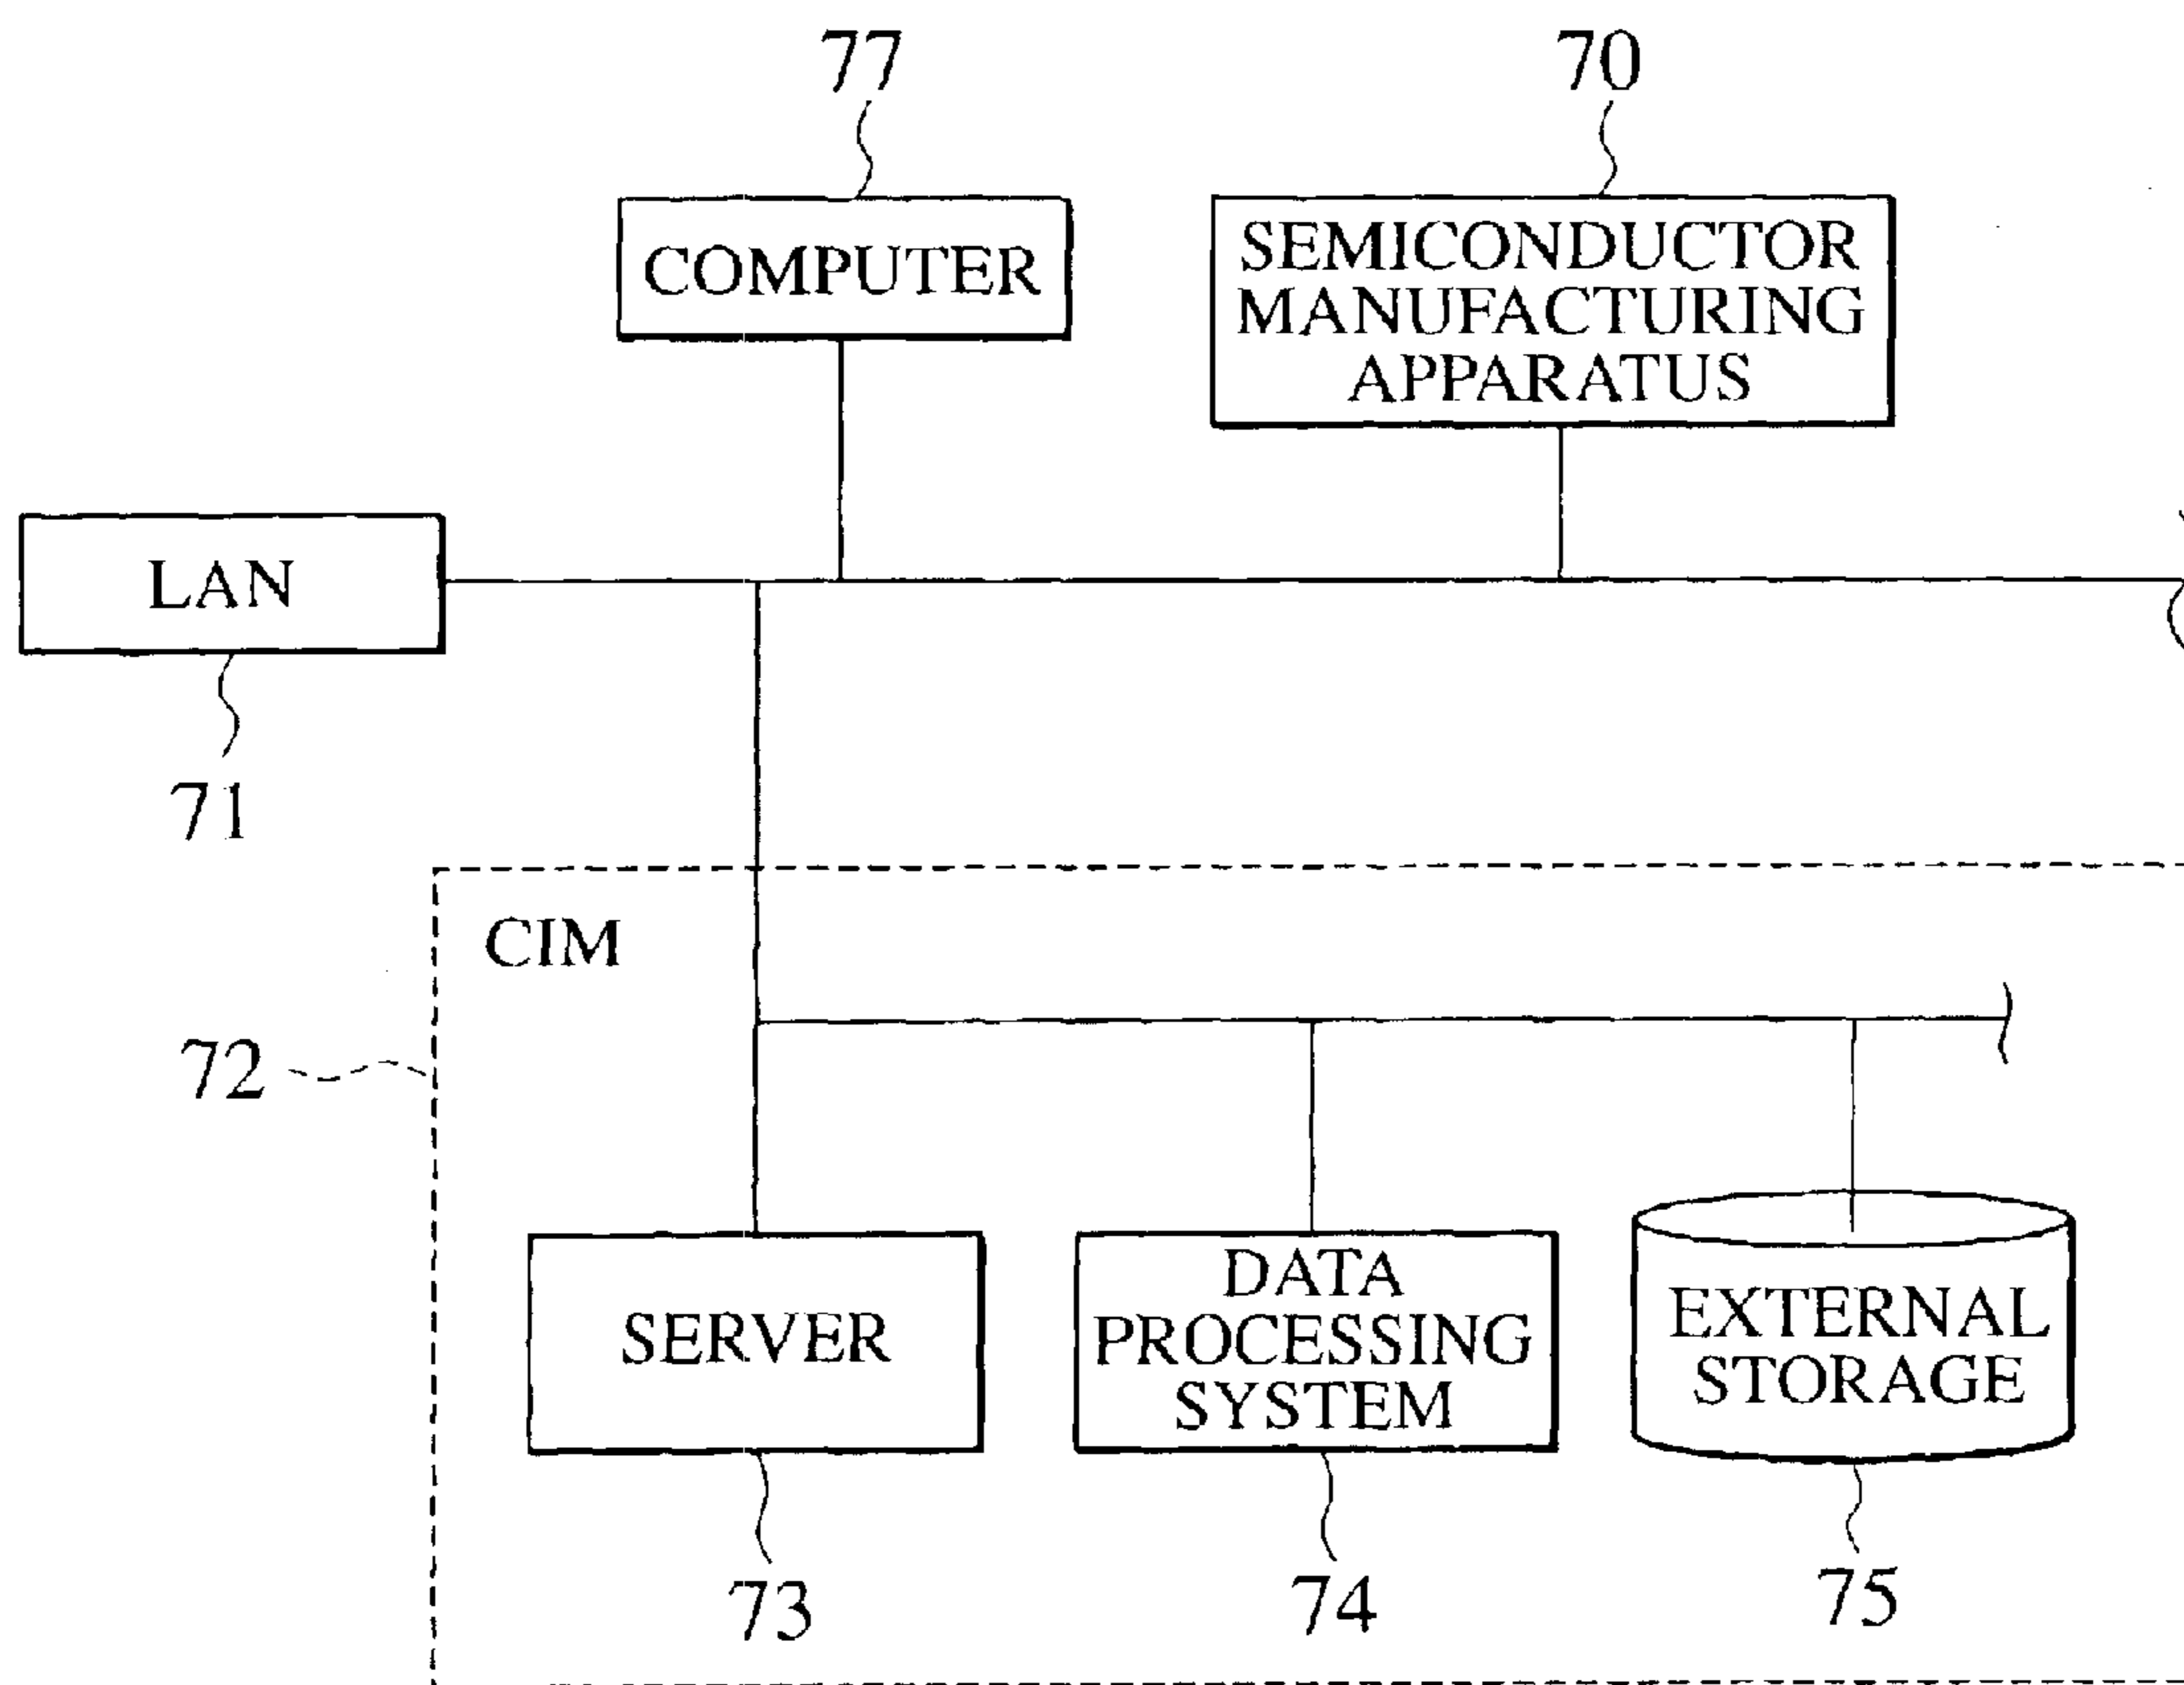 77
70
COMPUTER
SEMICONDUCTOR
MANUFACTURING
APPARATUS
LAN
71
CIM
72
SERVER
DATA
PROCESSING
SYSTEM
EXTERNAL
STORAGE
73
74
75